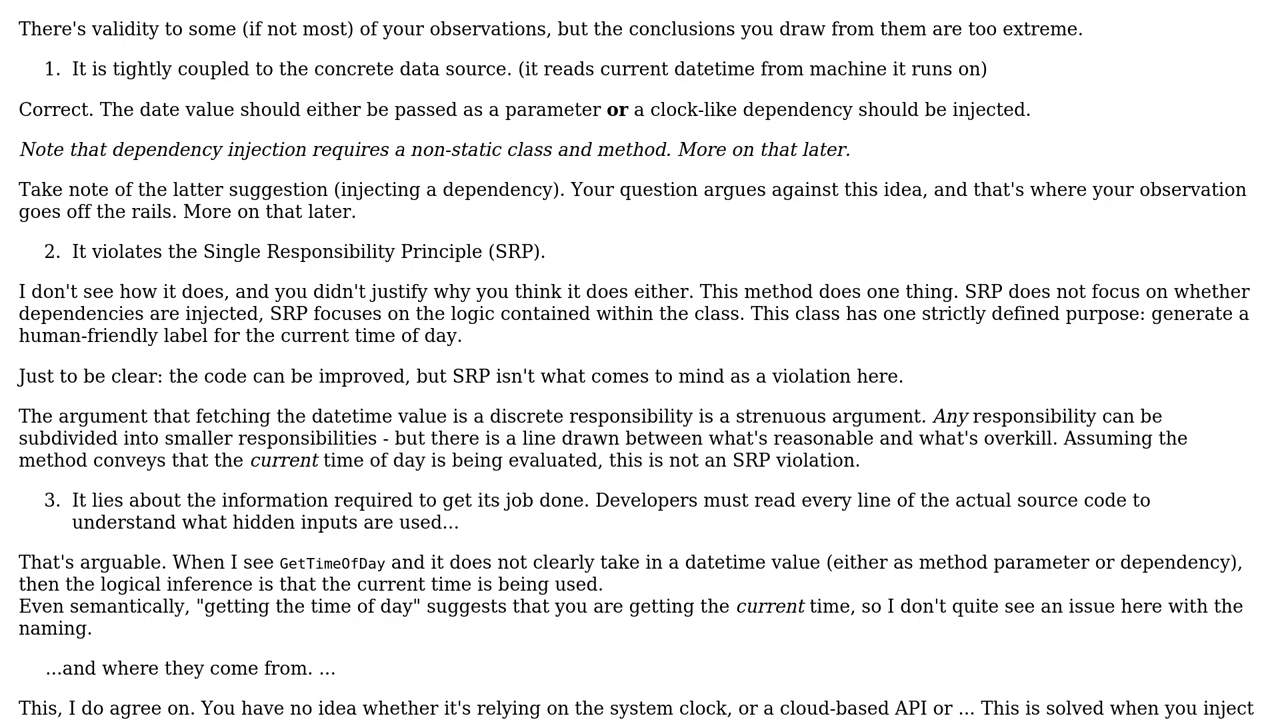 There's validity to some (if not most) of your observations, but the conclusions you draw from them are too extreme.
1. It is tightly coupled to the concrete data source. (it reads current datetime from machine it runs on)
Correct. The date value should either be passed as a parameter or a clock-like dependency should be injected.
Note that dependency injection requires a non-static class and method. More on that later.
Take note of the latter suggestion (injecting a dependency). Your question argues against this idea, and that's where your observation
goes off the rails. More on that later.
2. It violates the Single Responsibility Principle (SRP).
I don't see how it does, and you didn't justify why you think it does either. This method does one thing. SRP does not focus on whether
dependencies are injected, SRP focuses on the logic contained within the class. This class has one strictly defined purpose: generate a
human-friendly label for the current time of day.
Just to be clear: the code can be improved, but SRP isn't what comes to mind as a violation here.
The argument that fetching the datetime value is a discrete responsibility is a strenuous argument. Any responsibility can be
subdivided into smaller responsibilities - but there is a line drawn between what's reasonable and what's overkill. Assuming the
method conveys that the current time of day is being evaluated, this is not an SRP violation.
3. It lies about the information required to get its job done. Developers must read every line of the actual source code to
understand what hidden inputs are used...
That's arguable. When I see GetTimeOfDay and it does not clearly take in a datetime value (either as method parameter or dependency),
then the logical inference is that the current time is being used.
Even semantically, "getting the time of day" suggests that you are getting the current time, so I don't quite see an issue here with the
naming.
...and where they come from. ...
This, I do agree on. You have no idea whether it's relying on the system clock, or a cloud-based API or ... This is solved when you inject